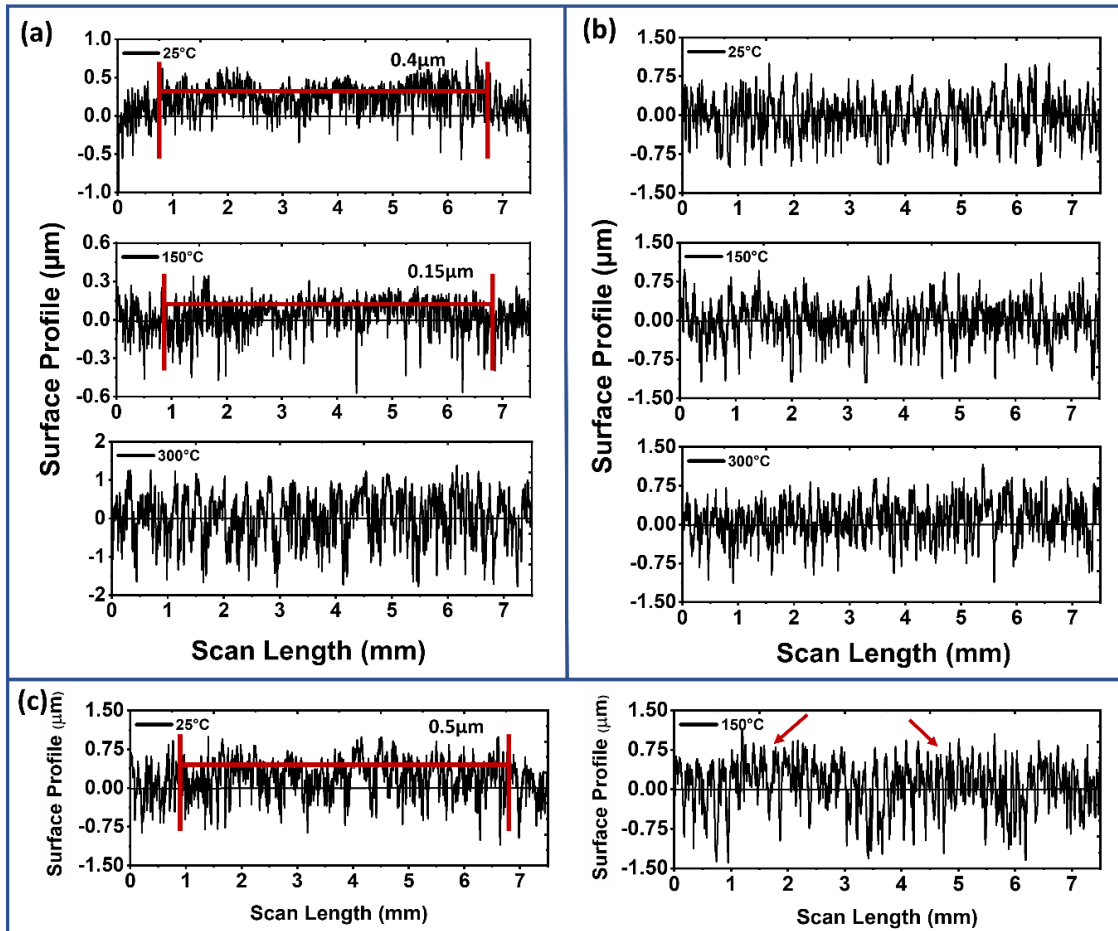 (a)
Surface Profile (μm)
25°C
0.4μm
1.0
0.5
0.0
-0.5
-1.0
0 1 2 3 4 5 6 7
150°C
0.15μm
0.6
0.3
0.0
-0.3
-0.6
0 1 2 3 4 5 6 7
300°C
2
1
0
-1
-2
0 1 2 3 4 5 6 7
Scan Length (mm)
(b)
Surface Profile (μm)
25°C
1.50
0.75
0.00
-0.75
-1.50
0 1 2 3 4 5 6 7
150°C
1.50
0.75
0.00
-0.75
-1.50
0 1 2 3 4 5 6 7
300°C
1.50
0.75
0.00
-0.75
-1.50
0 1 2 3 4 5 6 7
Scan Length (mm)
(c)
Surface Profile (μm)
25°C
0.5μm
1.50
0.75
0.00
-0.75
-1.50
0 1 2 3 4 5 6 7
Scan Length (mm)
Surface Profile (μm)
150°C
1.50
0.75
0.00
-0.75
-1.50
0 1 2 3 4 5 6 7
Scan Length (mm)